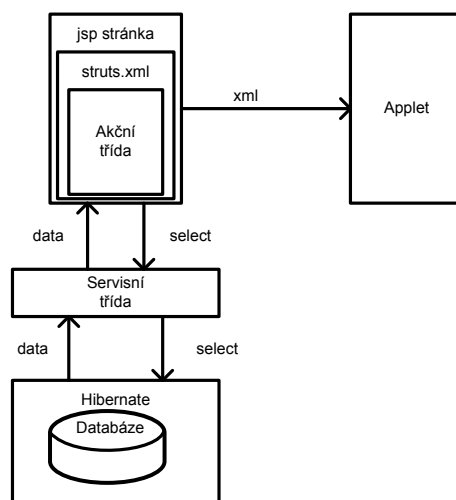 jsp stránka
struts.xml
Akční
třída
xml
Applet
data
select
Servisní
třída
data
select
Hibernate
Databáze